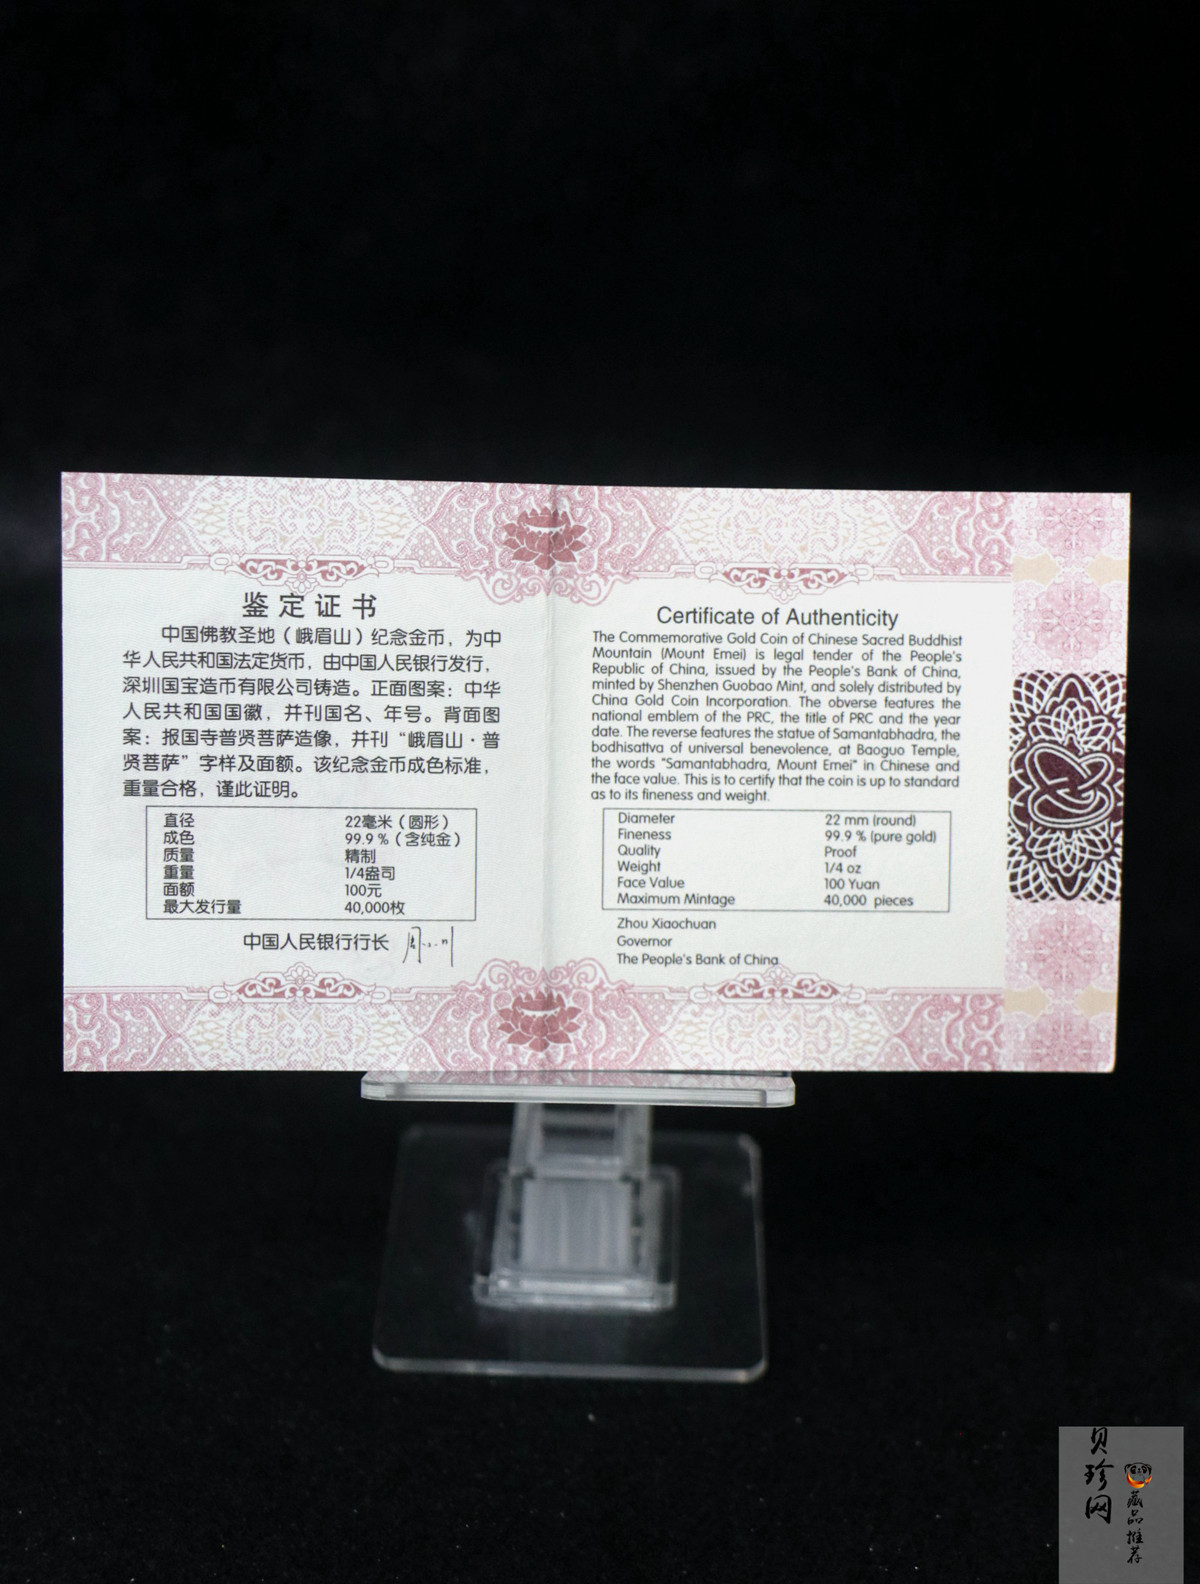 鉴定证书
中国佛教圣地（峨眉山）纪念金币，为中
华人民共和国法定货币，由中国人民银行发行，
深圳国宝造币有限公司铸造。正面图案：中华
人民共和国国徽，并刊国名、年号。背面图
案：报国寺普贤菩萨造像，并刊“峨眉山·普
贤菩萨”字样及面额。该纪念金币成色标准，
重量合格，谨此证明。
直径 22毫米（圆形）
成色 99.9％（含纯金）
质量 精制
重量 1/4盎司
面额 100元
最大发行量 40,000枚
中国人民银行行长
Certificate of Authenticity
The Commemorative Gold Coin of Chinese Sacred Buddhist
Mountain (Mount Emei) is legal tender of the People's
Republic of China, issued by the People's Bank of China,
minted by Shenzhen Guobao Mint, and solely distributed by
China Gold Coin Incorporation. The obverse features the
national emblem of the PRC, the title of PRC and the year
date. The reverse features the statue of Samantabhadra, the
bodhisattva of universal benevolence, at Baoguo Temple,
the words "Samantabhadra, Mount Emei" in Chinese and
the face value. This is to certify that the coin is up to standard
as to its fineness and weight.
Diameter 22 mm (round)
Fineness 99.9 % (pure gold)
Quality Proof
Weight 1/4 oz
Face Value 100 Yuan
Maximum Mintage 40,000 pieces
Zhou Xiaochuan
Governor
The People's Bank of China
贝珍网
藏品推荐